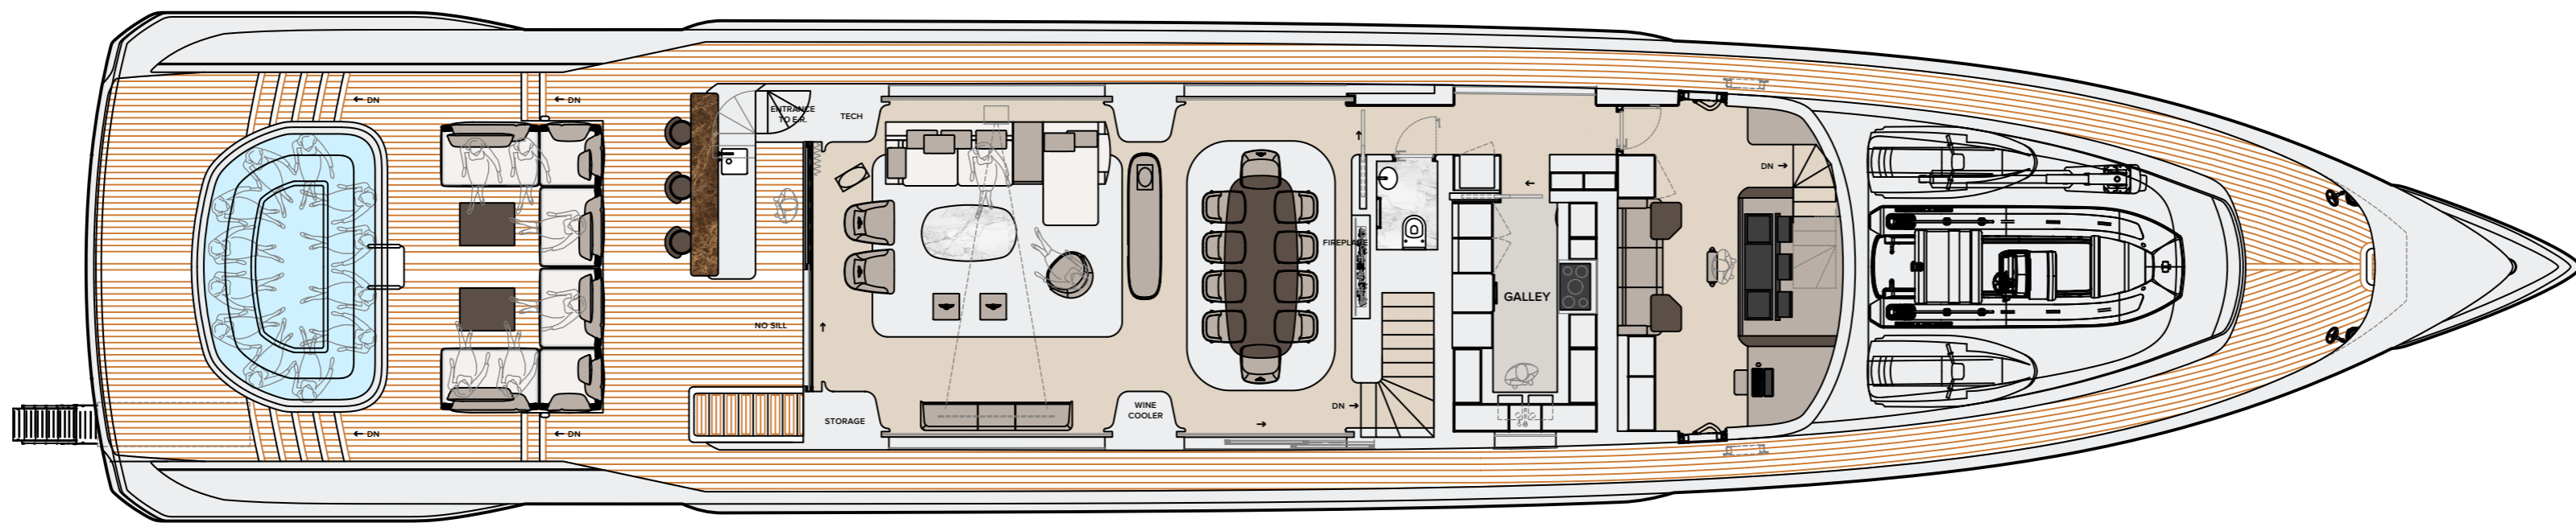 ← DN
← DN
ENTRANCE
TO E.R.
TECH
DN →
FIREPLACE
GALLEY
NO SILL
STORAGE
WINE
COOLER
DN →
← DN
← DN